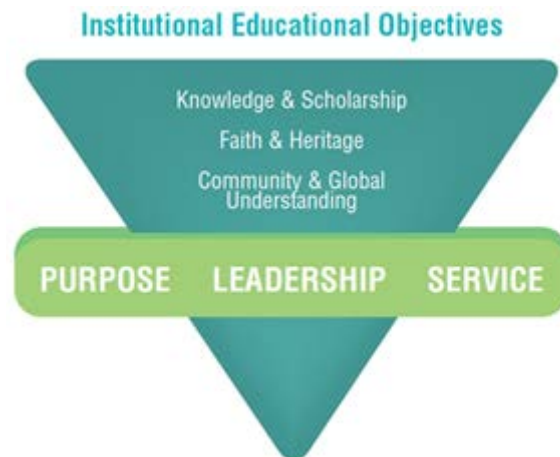 Institutional Educational Objectives
Knowledge & Scholarship
Faith & Heritage
Community & Global
Understanding
PURPOSE LEADERSHIP SERVICE